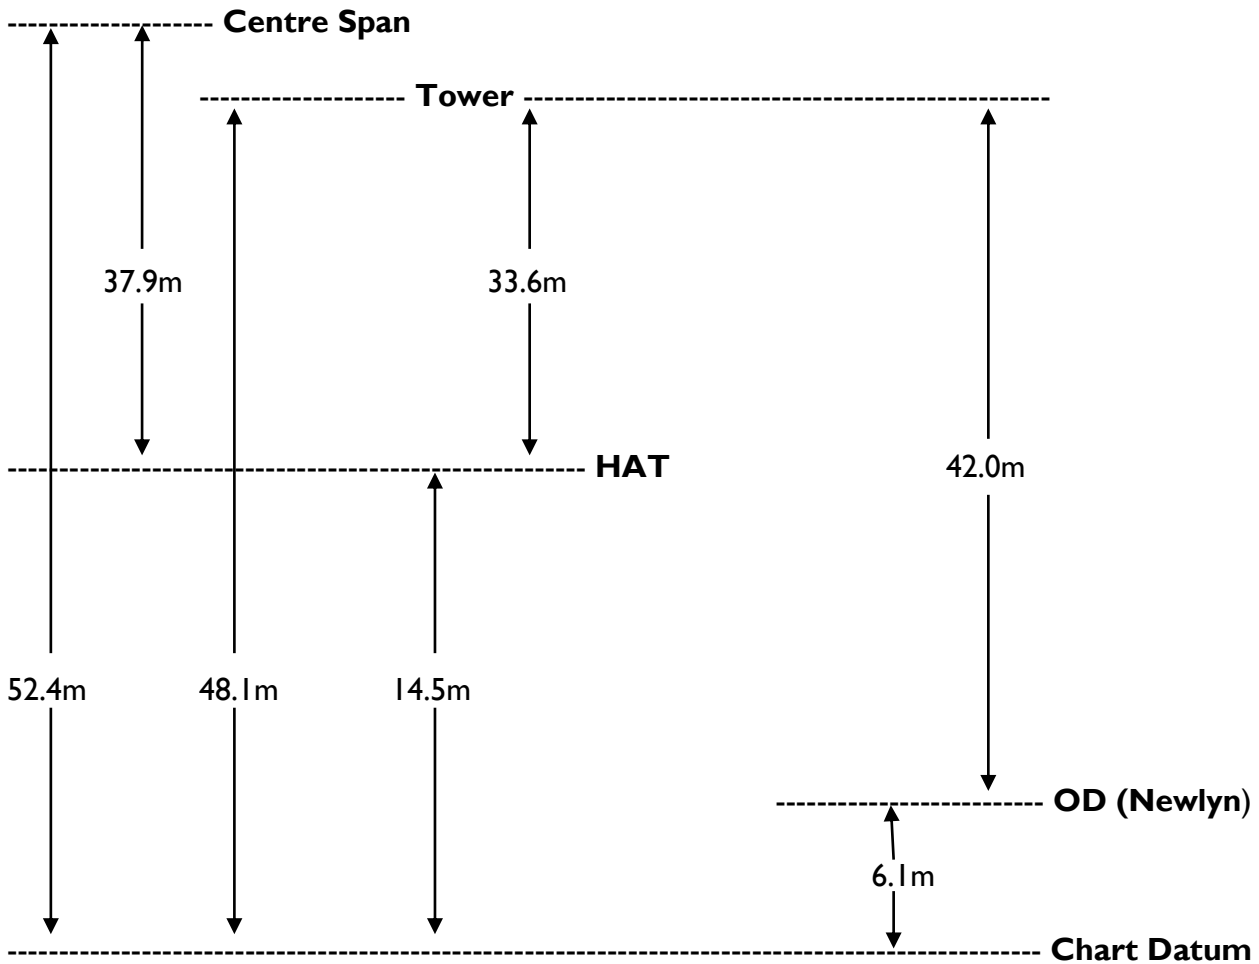 Centre Span
Tower
37.9m
33.6m
HAT
42.0m
52.4m
48.1m
14.5m
OD (Newlyn)
6.1m
Chart Datum